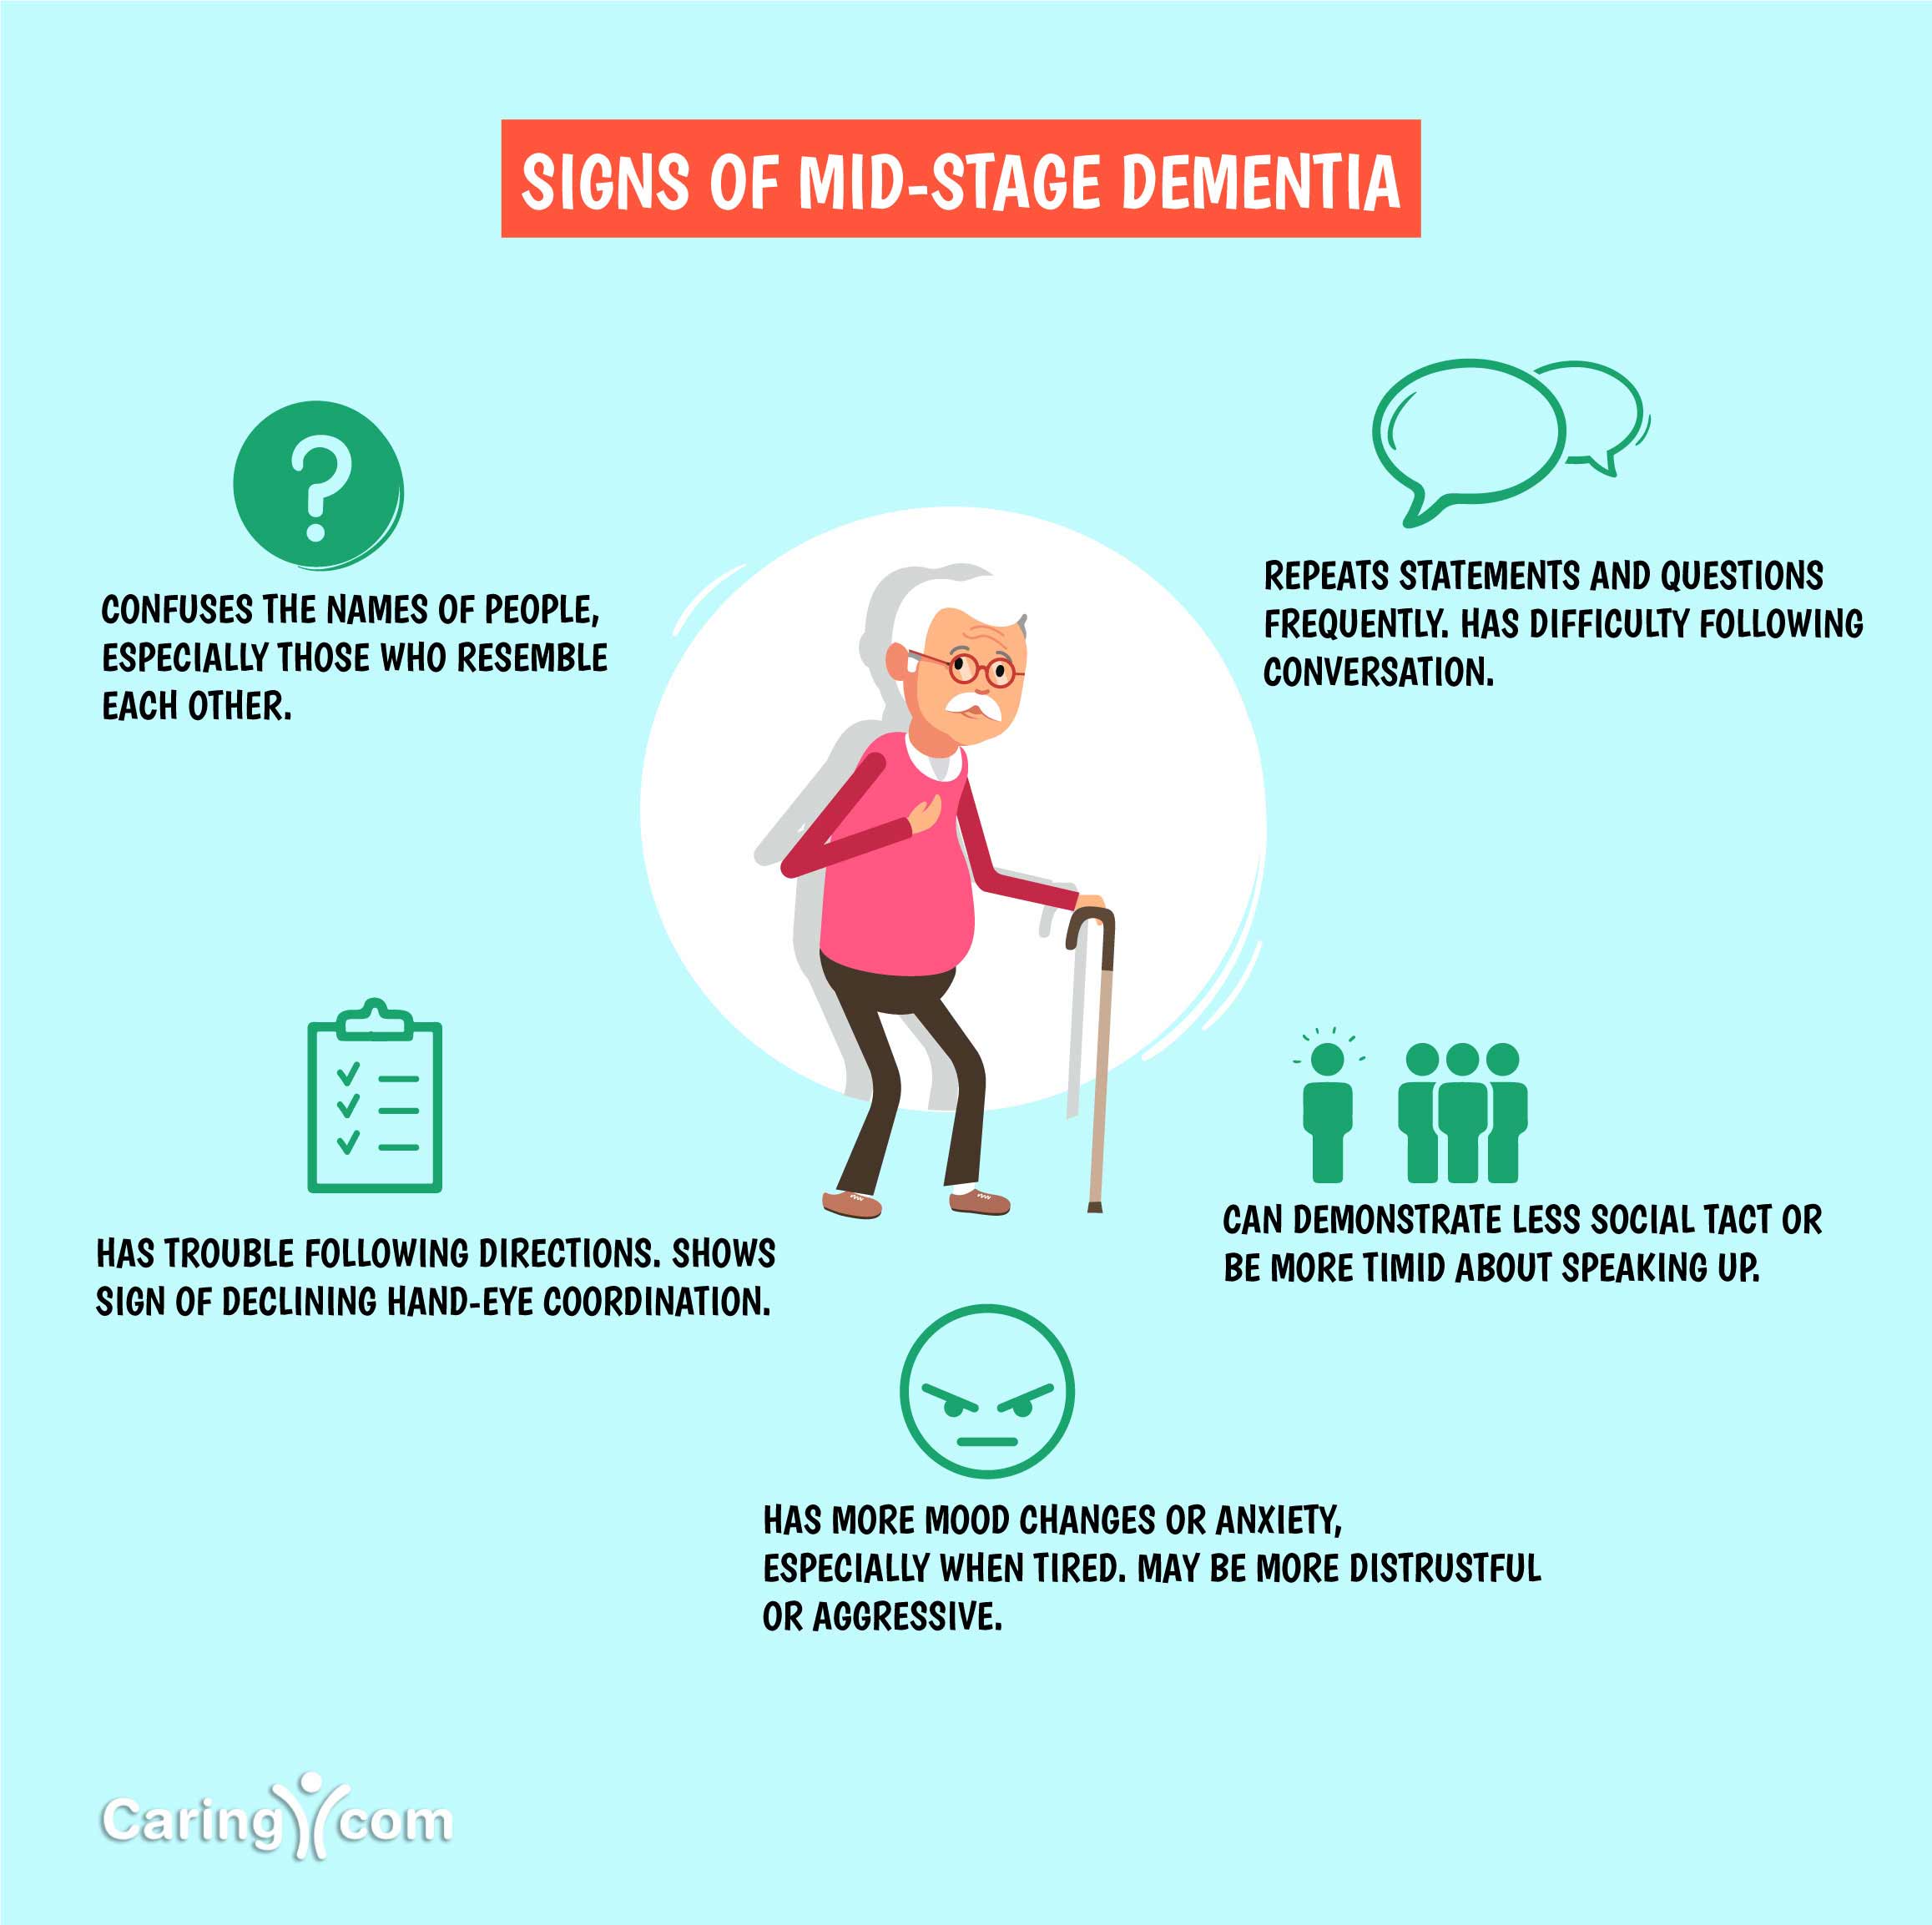 SIGNS OF MID-STAGE DEMENTIA
CONFUSES THE NAMES OF PEOPLE,
ESPECIALLY THOSE WHO RESEMBLE
EACH OTHER.
REPEATS STATEMENTS AND QUESTIONS
FREQUENTLY. HAS DIFFICULTY FOLLOWING
CONVERSATION.
HAS TROUBLE FOLLOWING DIRECTIONS. SHOWS
SIGN OF DECLINING HAND-EYE COORDINATION.
CAN DEMONSTRATE LESS SOCIAL TACT OR
BE MORE TIMID ABOUT SPEAKING UP.
HAS MORE MOOD CHANGES OR ANXIETY,
ESPECIALLY WHEN TIRED. MAY BE MORE DISTRUSTFUL
OR AGGRESSIVE.
Caring com